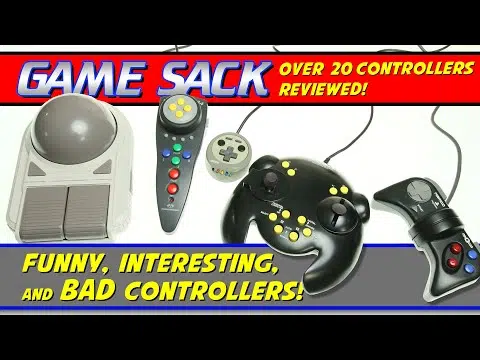 GAME SACK
OVER 20 CONTROLLERS
REVIEWED!
FUNNY, INTERESTING,
AND BAD CONTROLLERS!